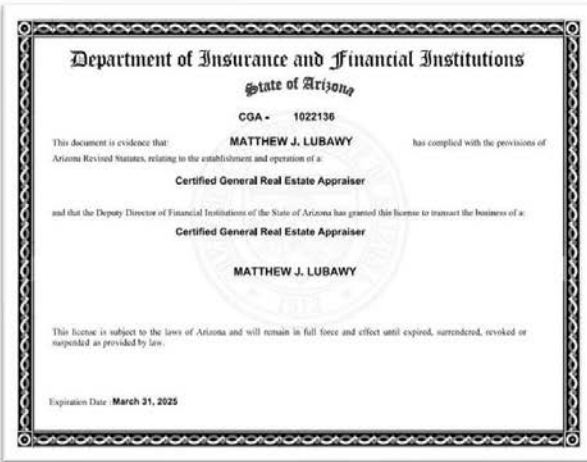 Department of Insurance and Financial Institutions
State of Arizona
CGA - 1022136
This document is evidence that: MATTHEW J. LUBAWY has complied with the provisions of
Arizona Revised Statutes, relating to the establishment and operation of a:
Certified General Real Estate Appraiser
and that the Deputy Director of Financial Institutions of the State of Arizona has granted this license to transact the business of a:
Certified General Real Estate Appraiser
MATTHEW J. LUBAWY
This license is subject to the laws of Arizona and will remain in full force and effect until expired, surrendered, revoked or
suspended as provided by law.
Expiration Date : March 31, 2025